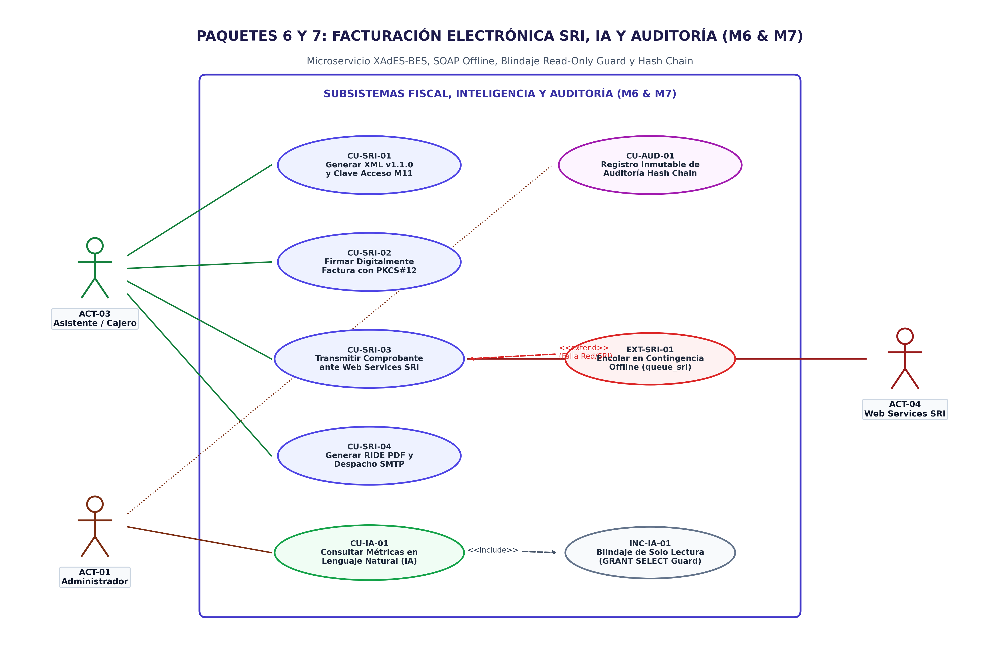 PAQUETES 6 Y 7: FACTURACIÓN ELECTRÓNICA SRI, IA Y AUDITORÍA (M6 & M7)
Microservicio XAdES-BES, SOAP Offline, Blindaje Read-Only Guard y Hash Chain
SUBSISTEMAS FISCAL, INTELIGENCIA Y AUDITORÍA (M6 & M7)
CU-SRI-01
Generar XML v1.1.0
y Clave Acceso M11
CU-AUD-01
Registro Inmutable de
Auditoría Hash Chain
CU-SRI-02
Firmar Digitalmente
Factura con PKCS#12
ACT-03
Asistente / Cajero
CU-SRI-03
Transmitir Comprobante
ante Web Services SRI
<<extend>>
(Falla Red/SRI)
EXT-SRI-01
Encolar en Contingencia
Offline (queue_sri)
ACT-04
Web Services SRI
CU-SRI-04
Generar RIDE PDF y
Despacho SMTP
ACT-01
Administrador
CU-IA-01
Consultar Métricas en
Lenguaje Natural (IA)
<<include>>
INC-IA-01
Blindaje de Solo Lectura
(GRANT SELECT Guard)